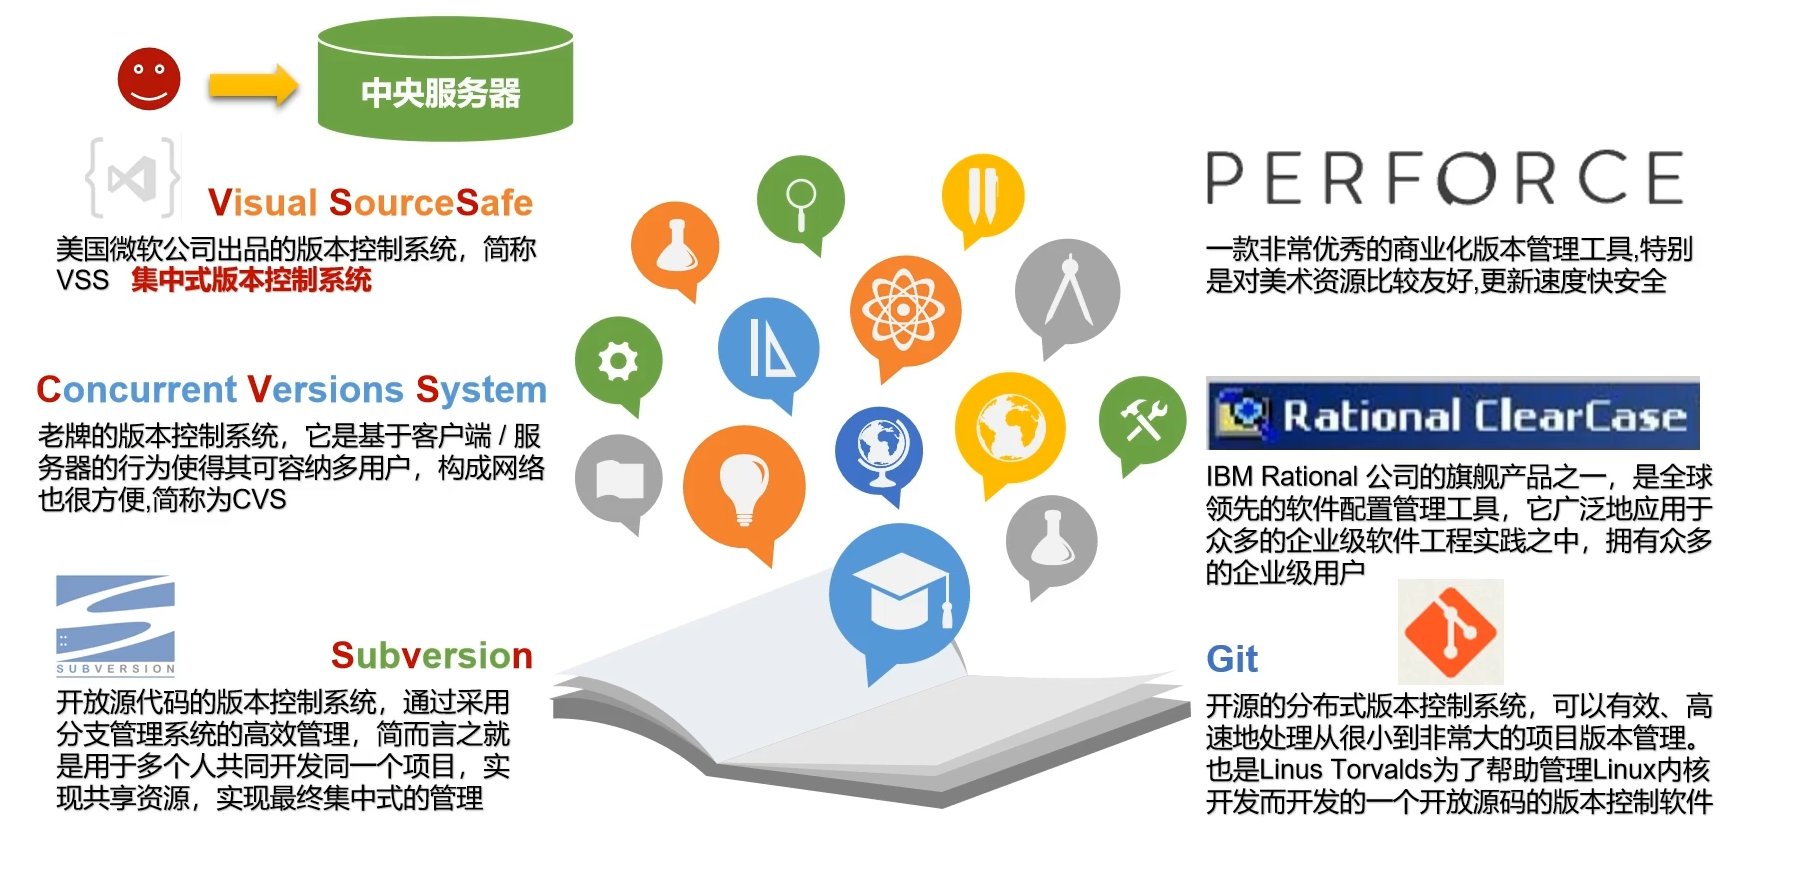 中央服务器
Visual SourceSafe
美国微软公司出品的版本控制系统，简称
VSS 集中式版本控制系统
Concurrent Versions System
老牌的版本控制系统，它是基于客户端 / 服
务器的行为使得其可容纳多用户，构成网络
也很方便,简称为CVS
SUBVERSION
Subversion
开放源代码的版本控制系统，通过采用
分支管理系统的高效管理，简而言之就
是用于多个人共同开发同一个项目，实
现共享资源，实现最终集中式的管理
PERFORCE
一款非常优秀的商业化版本管理工具,特别
是对美术资源比较友好,更新速度快安全
Rational ClearCase
IBM Rational 公司的旗舰产品之一，是全球
领先的软件配置管理工具，它广泛地应用于
众多的企业级软件工程实践之中，拥有众多
的企业级用户
Git
开源的分布式版本控制系统，可以有效、高
速地处理从很小到非常大的项目版本管理。
也是Linus Torvalds为了帮助管理Linux内核
开发而开发的一个开放源码的版本控制软件